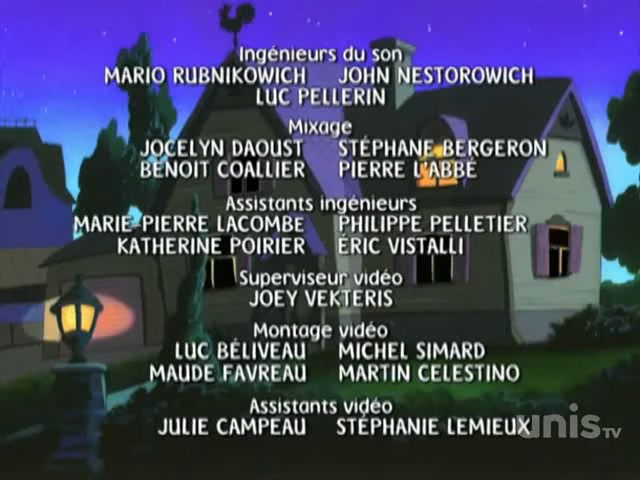 Ingénieurs du son
MARIO RUBNIKOWICH JOHN NESTOROWICH
LUC PELLERIN
Mixage
JOCELYN DAOUST STÉPHANE BERGERON
BENOIT COALLIER PIERRE L'ABBÉ
Assistants ingénieurs
MARIE-PIERRE LACOMBE PHILIPPE PELLETIER
KATHERINE POIRIER ÉRIC VISTALLI
Superviseur vidéo
JOEY VEKTERIS
Montage vidéo
LUC BÉLIVEAU MICHEL SIMARD
MAUDE FAVREAU MARTIN CELESTINO
Assistants vidéo
JULIE CAMPEAU STÉPHANIE LEMIEUX
unis TV